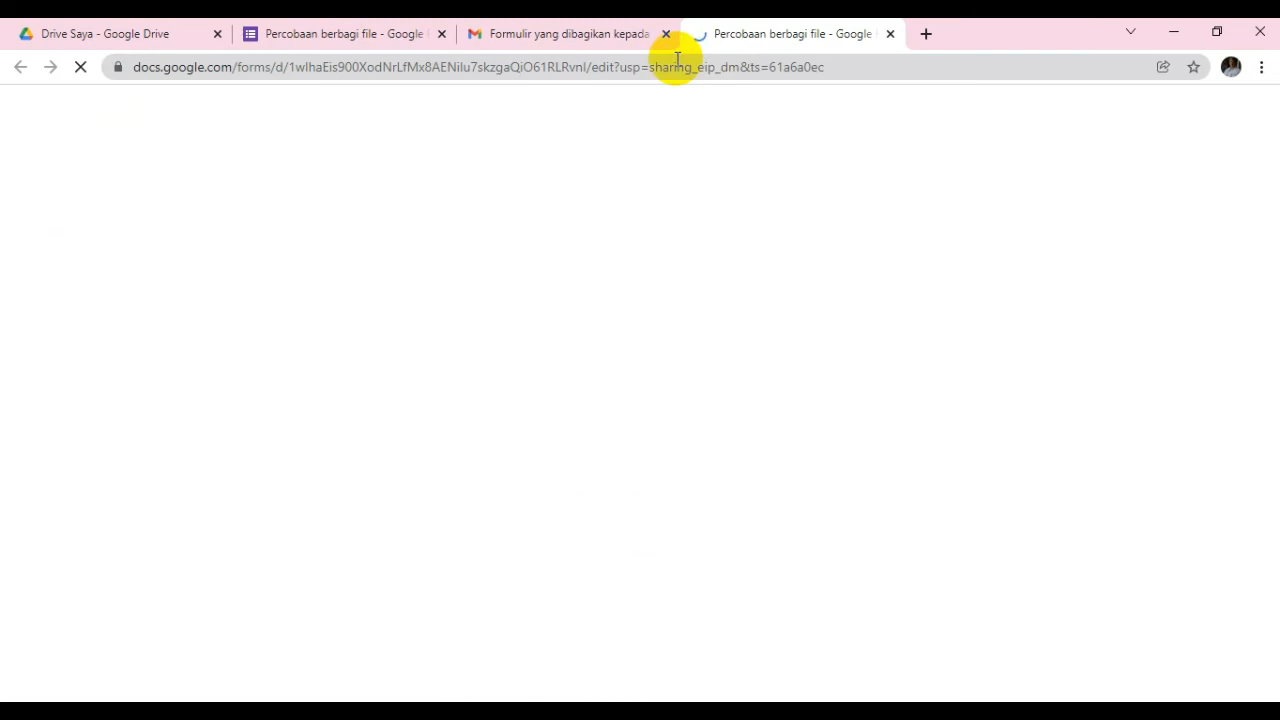 Drive Saya - Google Drive
Percobaan berbagi file - Google
Formulir yang dibagikan kepada
Percobaan berbagi file - Google
docs.google.com/forms/d/1wIhaEis900XodNrLfMx8AENilu7skzgaQiO61RLRvnI/edit?usp=sharing_eip_dm&ts=61a6a0ec